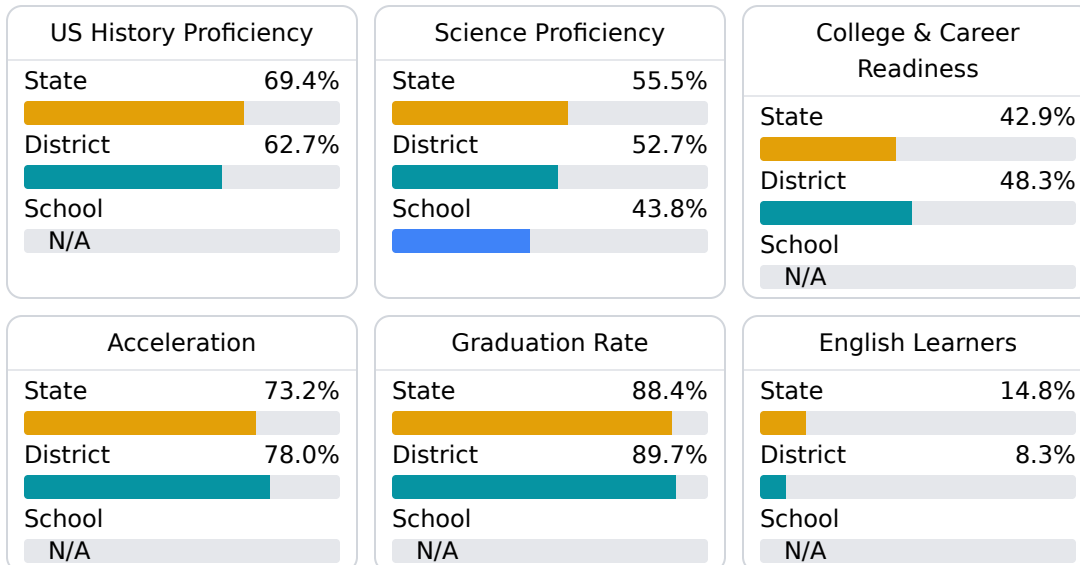 US History Proficiency
State 69.4%
District 62.7%
School
N/A
Science Proficiency
State 55.5%
District 52.7%
School 43.8%
College & Career
Readiness
State 42.9%
District 48.3%
School
N/A
Acceleration
State 73.2%
District 78.0%
School
N/A
Graduation Rate
State 88.4%
District 89.7%
School
N/A
English Learners
State 14.8%
District 8.3%
School
N/A